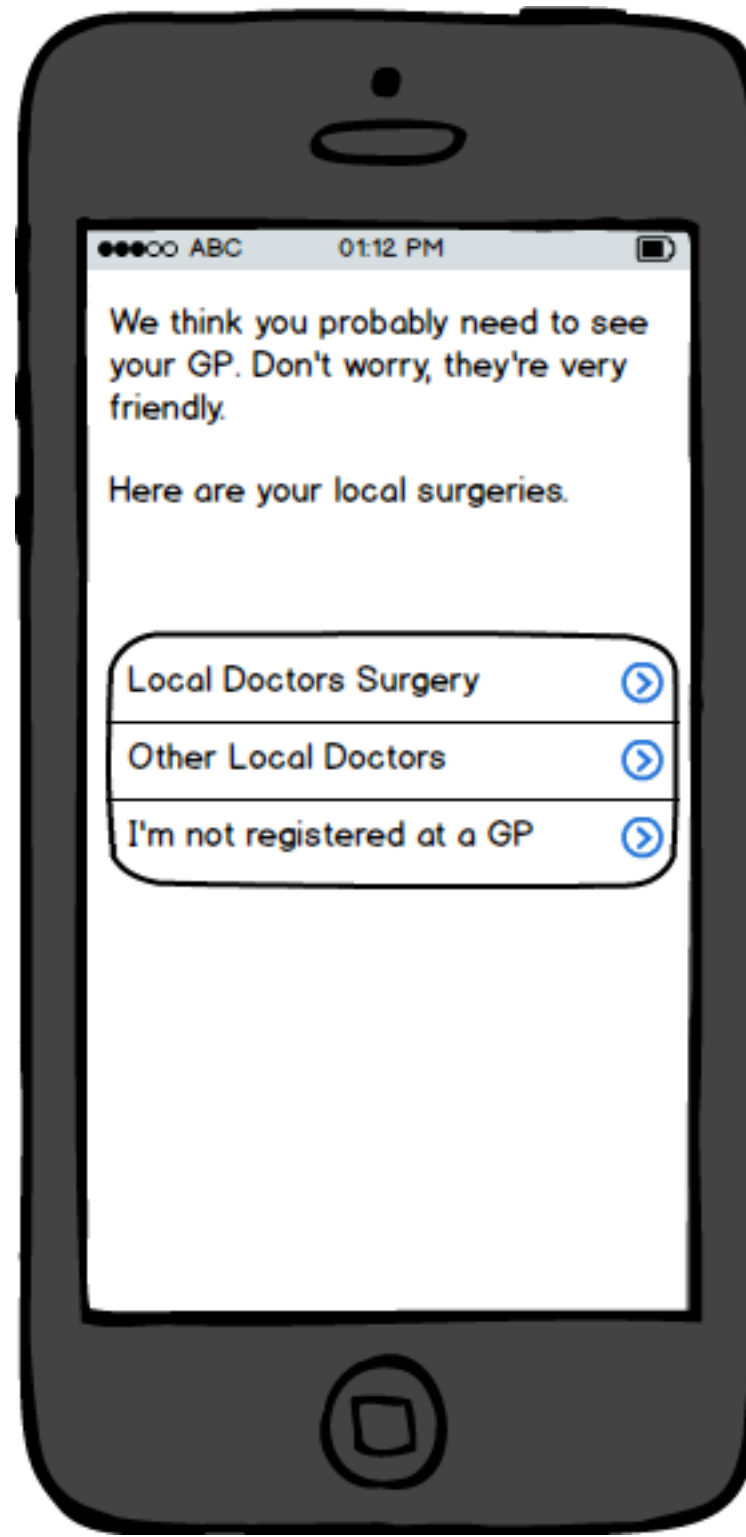 ABC 01:12 PM
We think you probably need to see
your GP. Don't worry, they're very
friendly.
Here are your local surgeries.
Local Doctors Surgery
Other Local Doctors
I'm not registered at a GP